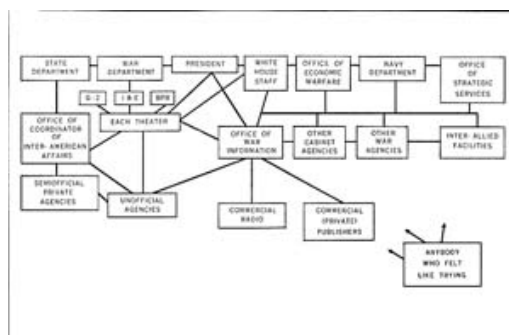 STATE
DEPARTMENT
WAR
DEPARTMENT
PRESIDENT
WHITE
HOUSE
STAFF
OFFICE OF
ECONOMIC
WARFARE
NAVY
DEPARTMENT
OFFICE
OF
STRATEGIC
SERVICES
G-2
I & E
BPR
OFFICE OF
COORDINATOR
OF
INTER-AMERICAN
AFFAIRS
EACH THEATER
OFFICE OF
WAR
INFORMATION
OTHER
CABINET
AGENCIES
OTHER
WAR
AGENCIES
INTER-ALLIED
FACILITIES
SEMIOFFICIAL
PRIVATE
AGENCIES
UNOFFICIAL
AGENCIES
COMMERCIAL
RADIO
COMMERCIAL
(PRIVATE)
PUBLISHERS
ANYBODY
WHO FELT
LIKE TRYING